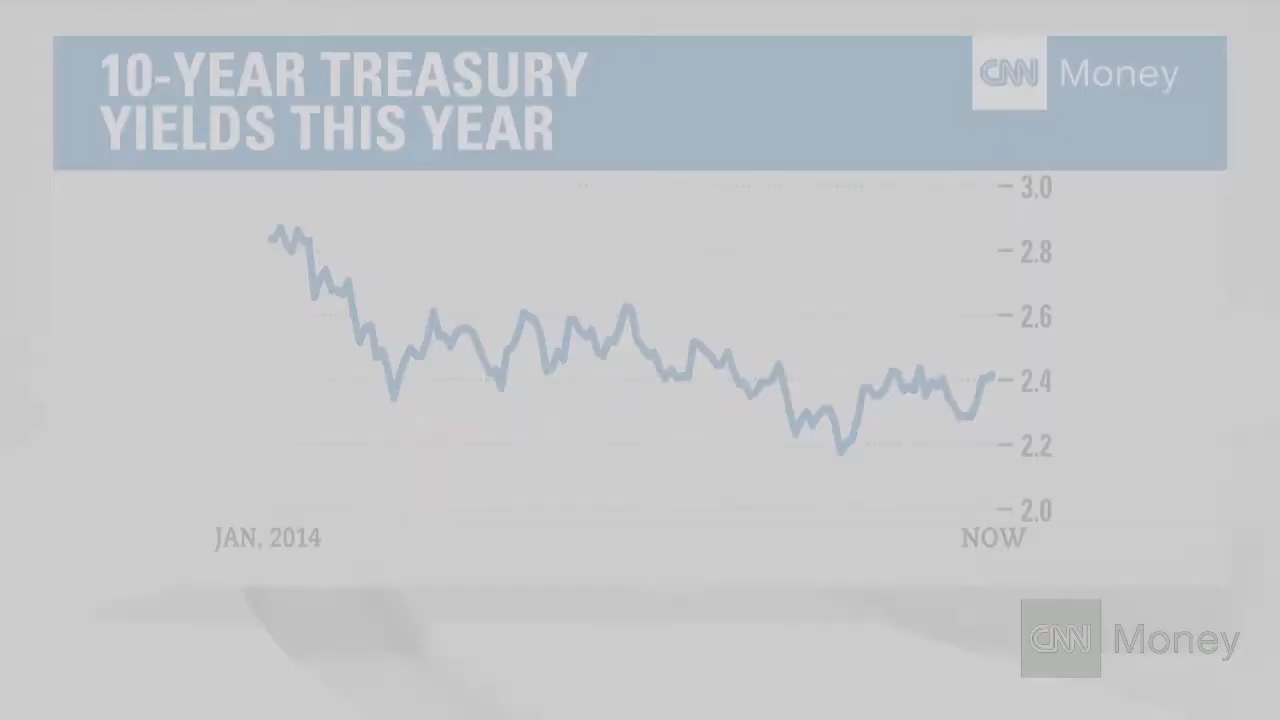 10-YEAR TREASURY
YIELDS THIS YEAR
CNN Money
3.0
2.8
2.6
2.4
2.2
2.0
JAN, 2014
NOW
CNN Money